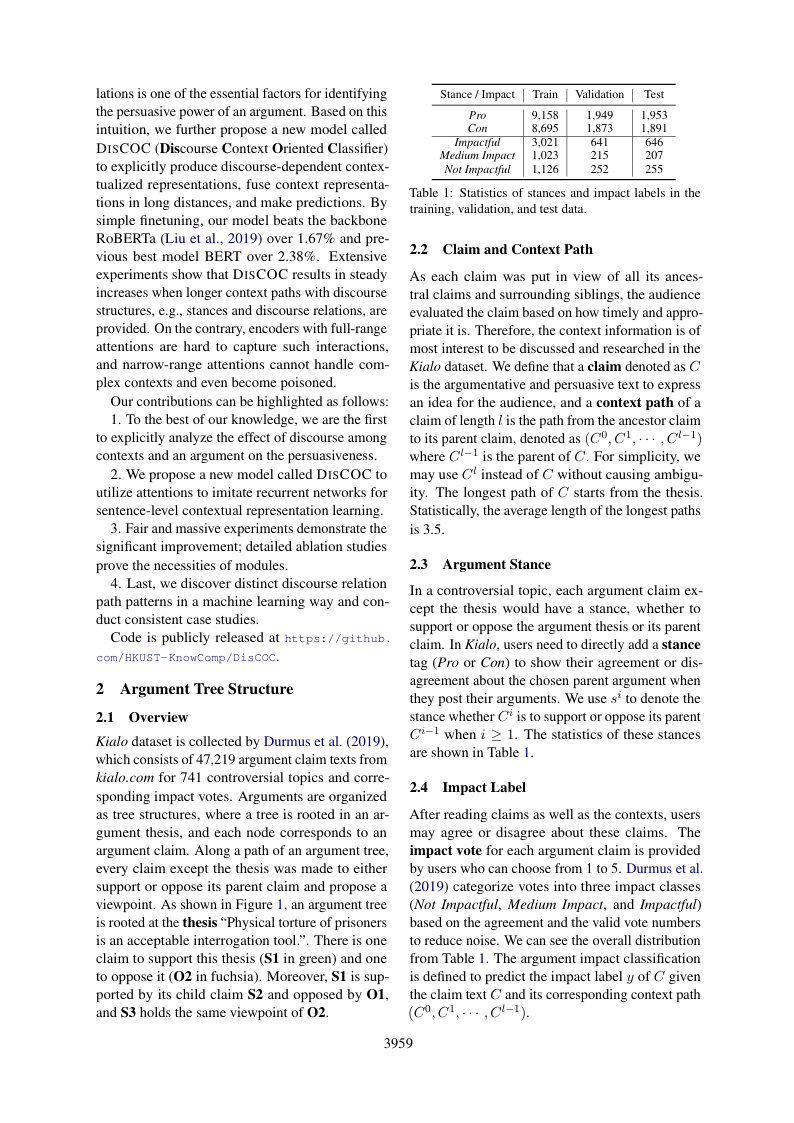 lations is one of the essential factors for identifying
the persuasive power of an argument. Based on this
intuition, we further propose a new model called
DISCOC (Discourse Context Oriented Classifier)
to explicitly produce discourse-dependent contex-
tualized representations, fuse context representa-
tions in long distances, and make predictions. By
simple finetuning, our model beats the backbone
RoBERTa (Liu et al., 2019) over 1.67% and pre-
vious best model BERT over 2.38%. Extensive
experiments show that DISCOC results in steady
increases when longer context paths with discourse
structures, e.g., stances and discourse relations, are
provided. On the contrary, encoders with full-range
attentions are hard to capture such interactions,
and narrow-range attentions cannot handle com-
plex contexts and even become poisoned.
Our contributions can be highlighted as follows:
1. To the best of our knowledge, we are the first
to explicitly analyze the effect of discourse among
contexts and an argument on the persuasiveness.
2. We propose a new model called DISCOC to
utilize attentions to imitate recurrent networks for
sentence-level contextual representation learning.
3. Fair and massive experiments demonstrate the
significant improvement; detailed ablation studies
prove the necessities of modules.
4. Last, we discover distinct discourse relation
path patterns in a machine learning way and con-
duct consistent case studies.
Code is publicly released at https://github.
com/HKUST-KnowComp/DisCOC.
2 Argument Tree Structure
2.1 Overview
Kialo dataset is collected by Durmus et al. (2019),
which consists of 47,219 argument claim texts from
kialo.com for 741 controversial topics and corre-
sponding impact votes. Arguments are organized
as tree structures, where a tree is rooted in an ar-
gument thesis, and each node corresponds to an
argument claim. Along a path of an argument tree,
every claim except the thesis was made to either
support or oppose its parent claim and propose a
viewpoint. As shown in Figure 1, an argument tree
is rooted at the thesis “Physical torture of prisoners
is an acceptable interrogation tool.”. There is one
claim to support this thesis (S1 in green) and one
to oppose it (O2 in fuchsia). Moreover, S1 is sup-
ported by its child claim S2 and opposed by O1,
and S3 holds the same viewpoint of O2.
Stance / Impact | Train | Validation | Test
Pro 9,158 1,949 1,953
Con 8,695 1,873 1,891
Impactful 3,021 641 646
Medium Impact 1,023 215 207
Not Impactful 1,126 252 255
Table 1: Statistics of stances and impact labels in the
training, validation, and test data.
2.2 Claim and Context Path
As each claim was put in view of all its ances-
tral claims and surrounding siblings, the audience
evaluated the claim based on how timely and appro-
priate it is. Therefore, the context information is of
most interest to be discussed and researched in the
Kialo dataset. We define that a claim denoted as C
is the argumentative and persuasive text to express
an idea for the audience, and a context path of a
claim of length l is the path from the ancestor claim
to its parent claim, denoted as (C⁰, C¹, · · · , Cˡ⁻¹)
where Cˡ⁻¹ is the parent of C. For simplicity, we
may use Cˡ instead of C without causing ambigu-
ity. The longest path of C starts from the thesis.
Statistically, the average length of the longest paths
is 3.5.
2.3 Argument Stance
In a controversial topic, each argument claim ex-
cept the thesis would have a stance, whether to
support or oppose the argument thesis or its parent
claim. In Kialo, users need to directly add a stance
tag (Pro or Con) to show their agreement or dis-
agreement about the chosen parent argument when
they post their arguments. We use sⁱ to denote the
stance whether Cⁱ is to support or oppose its parent
Cⁱ⁻¹ when i ≥ 1. The statistics of these stances
are shown in Table 1.
2.4 Impact Label
After reading claims as well as the contexts, users
may agree or disagree about these claims. The
impact vote for each argument claim is provided
by users who can choose from 1 to 5. Durmus et al.
(2019) categorize votes into three impact classes
(Not Impactful, Medium Impact, and Impactful)
based on the agreement and the valid vote numbers
to reduce noise. We can see the overall distribution
from Table 1. The argument impact classification
is defined to predict the impact label y of C given
the claim text C and its corresponding context path
(C⁰, C¹, · · · , Cˡ⁻¹).
3959